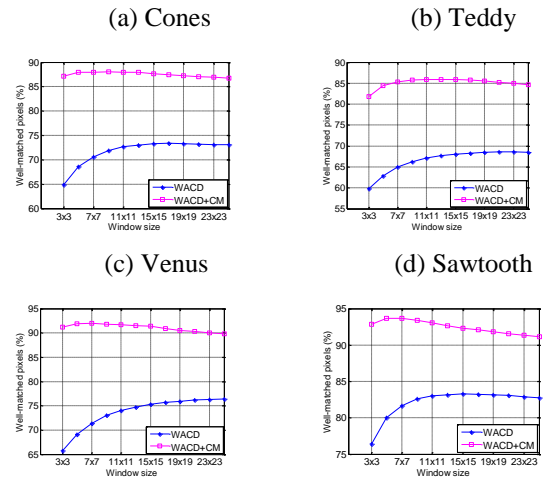 (a) Cones
(b) Teddy
90
85
80
75
70
65
60
Well-matched pixels (%)
3x3 7x7 11x11 15x15 19x19 23x23
Window size
WACD
WACD+CM
90
85
80
75
70
65
60
55
Well-matched pixels (%)
3x3 7x7 11x11 15x15 19x19 23x23
Window size
WACD
WACD+CM
(c) Venus
(d) Sawtooth
95
90
85
80
75
70
65
Well-matched pixels (%)
3x3 7x7 11x11 15x15 19x19 23x23
Window size
WACD
WACD+CM
95
90
85
80
75
Well-matched pixels (%)
3x3 7x7 11x11 15x15 19x19 23x23
Window size
WACD
WACD+CM